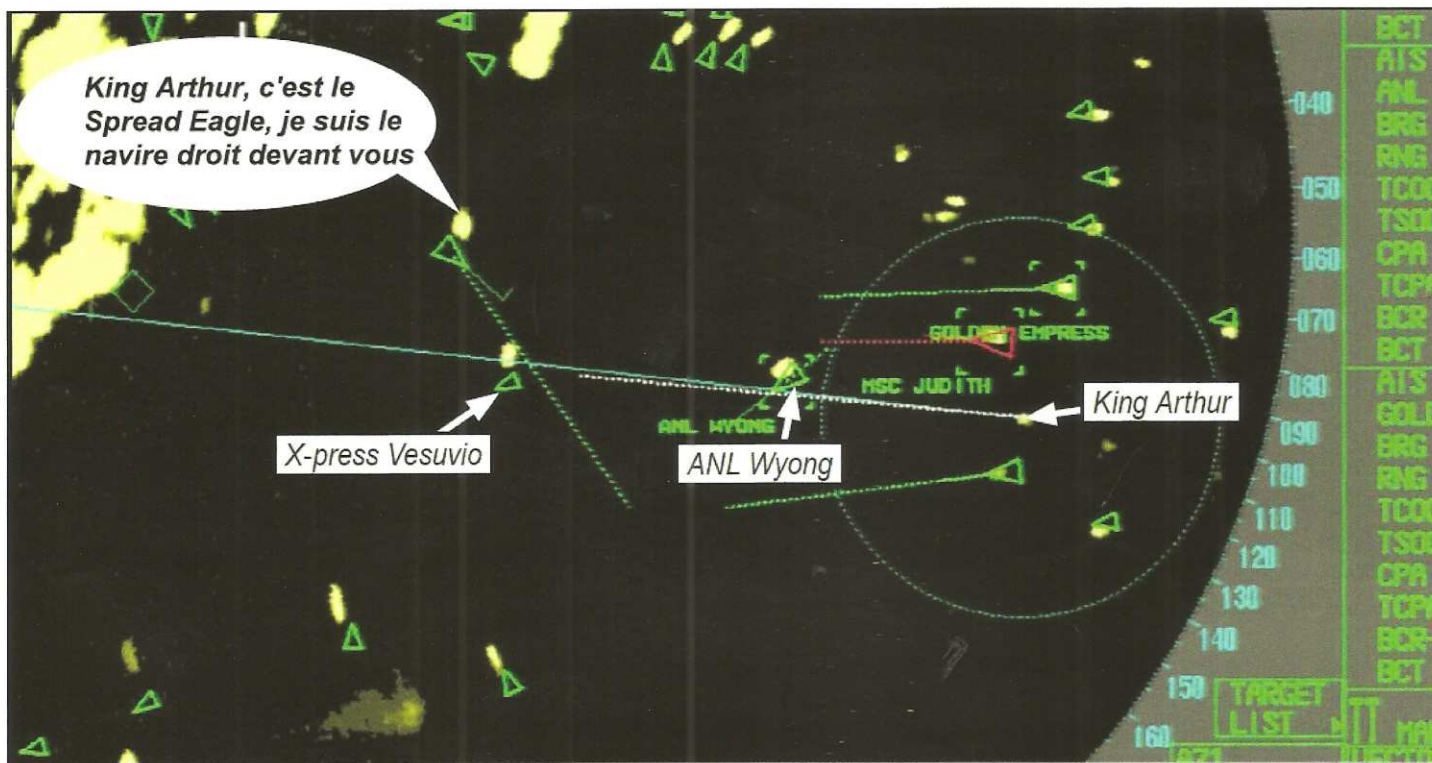 King Arthur, c'est le
Spread Eagle, je suis le
navire droit devant vous
X-press Vesuvio
ANL WYONG
ANL Wyong
GOLDEN EMPRESS
MSC JUDITH
King Arthur
040
050
060
070
080
090
100
110
120
130
140
150
160
BCT
AIS
ANL
BRG
RNG
CPA
BCR
BCT
AIS
BRG
RNG
CPA
BCR
BCT
TARGET
LIST
TT